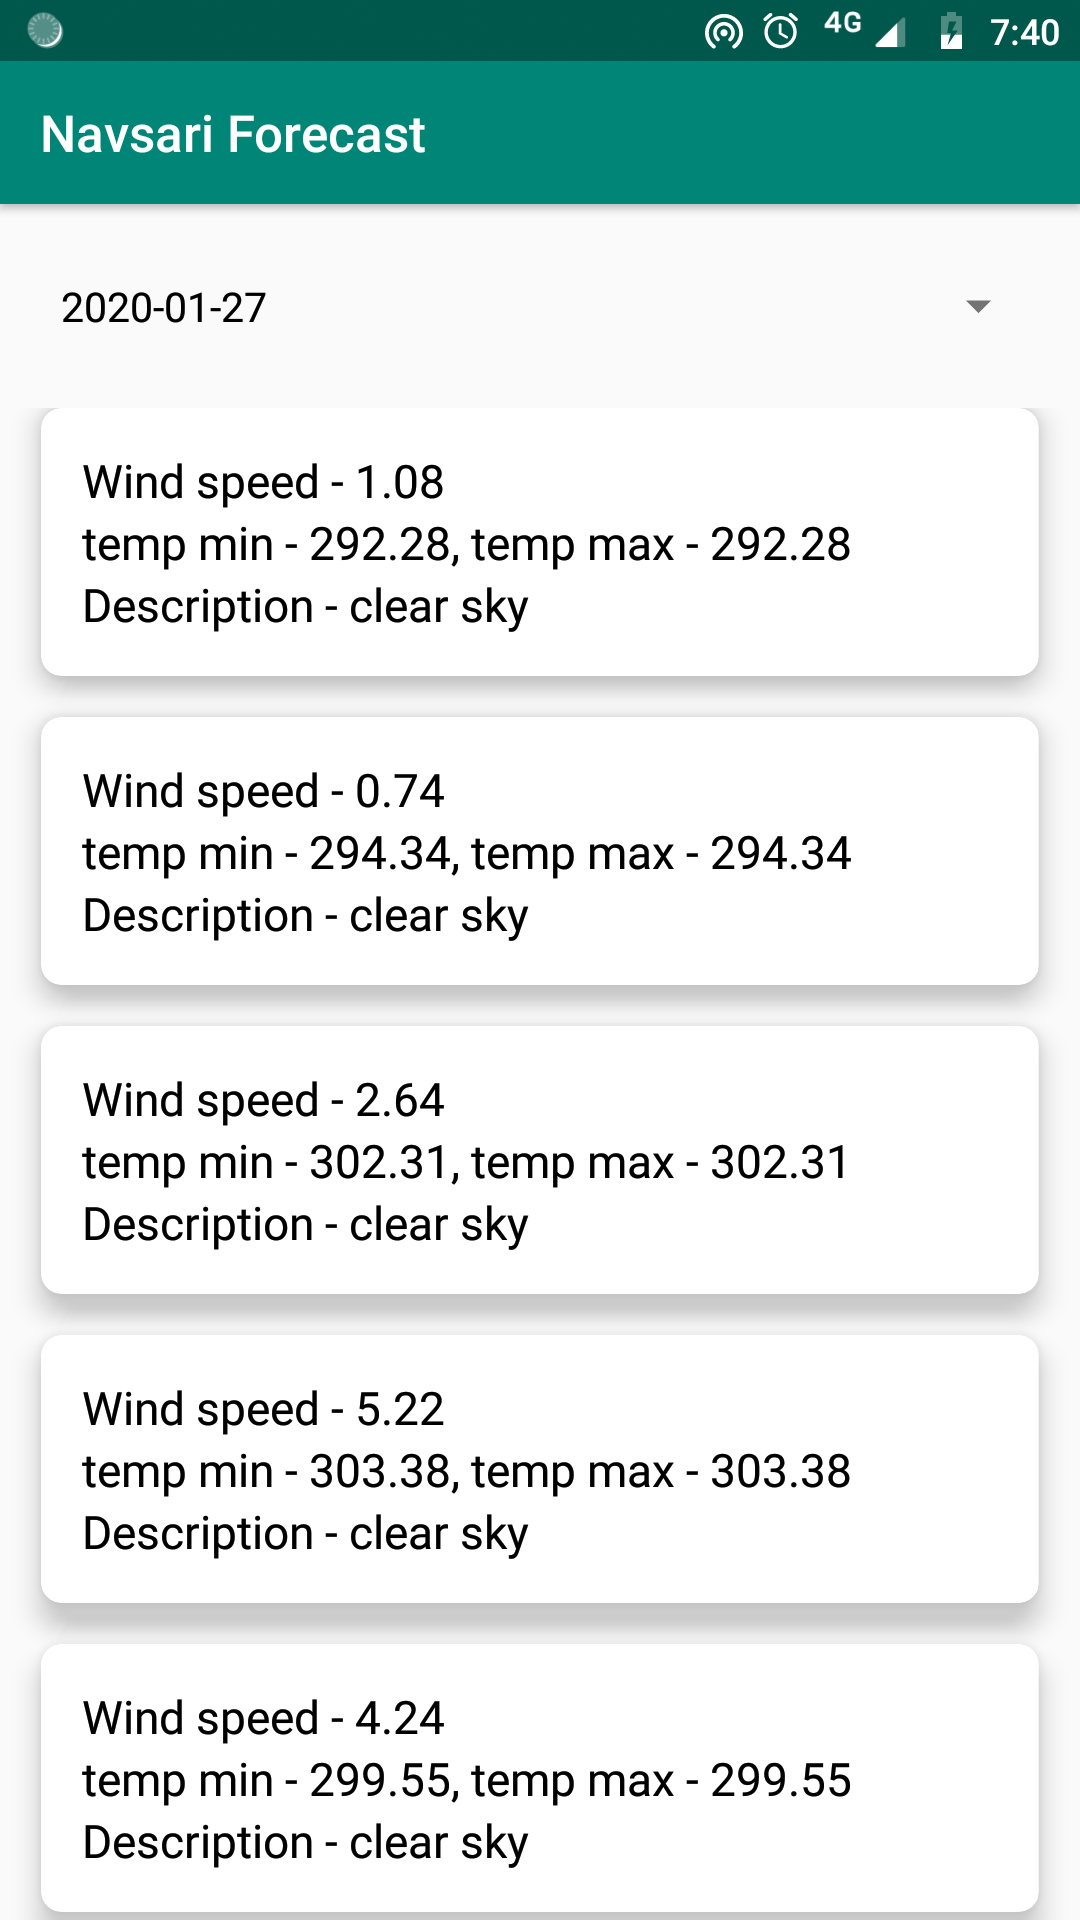 4G 7:40
Navsari Forecast
2020-01-27
Wind speed - 1.08
temp min - 292.28, temp max - 292.28
Description - clear sky
Wind speed - 0.74
temp min - 294.34, temp max - 294.34
Description - clear sky
Wind speed - 2.64
temp min - 302.31, temp max - 302.31
Description - clear sky
Wind speed - 5.22
temp min - 303.38, temp max - 303.38
Description - clear sky
Wind speed - 4.24
temp min - 299.55, temp max - 299.55
Description - clear sky